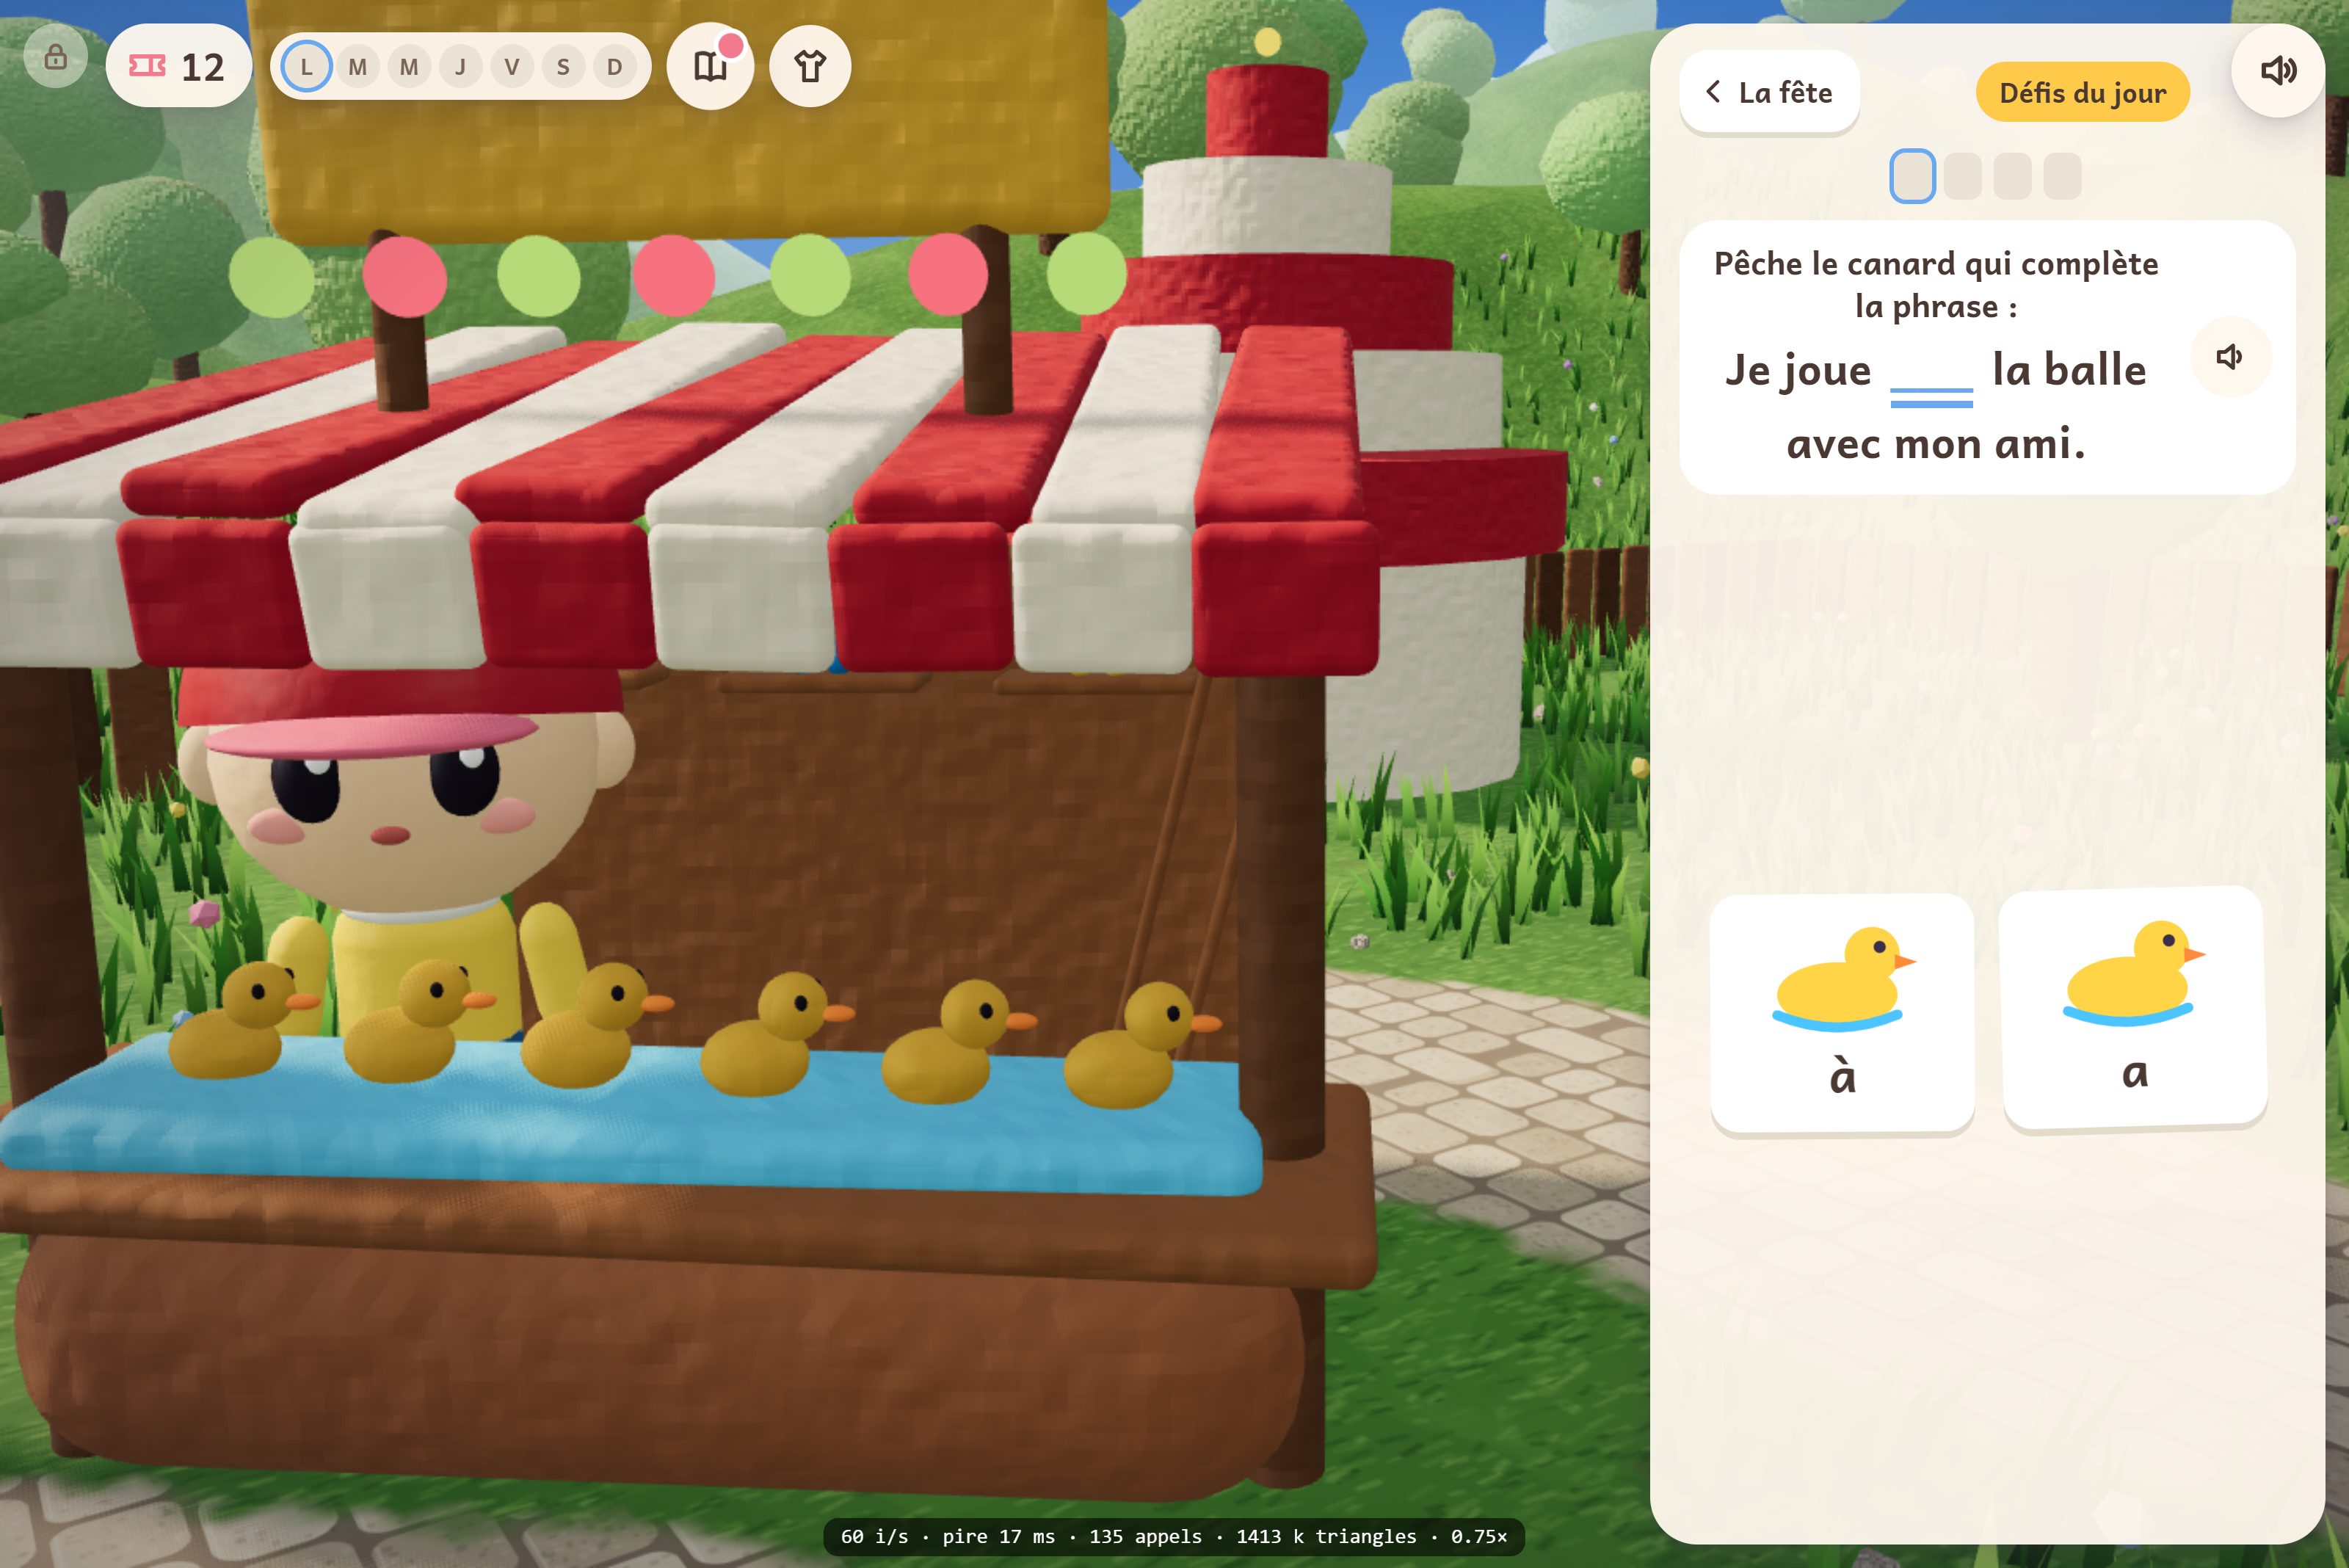 12
L M M J V S D
La fête
Défis du jour
Pêche le canard qui complète
la phrase :
Je joue ____ la balle
avec mon ami.
à
a
60 i/s · pire 17 ms · 135 appels · 1413 k triangles · 0.75×